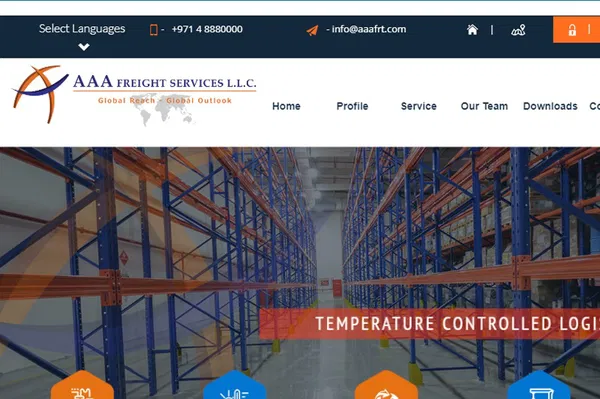 Select Languages
- +971 4 8880000
- info@aaafrt.com
|
|
AAA FREIGHT SERVICES L.L.C.
Global Reach - Global Outlook
Home
Profile
Service
Our Team
Downloads
Co
TEMPERATURE CONTROLLED LOGIS